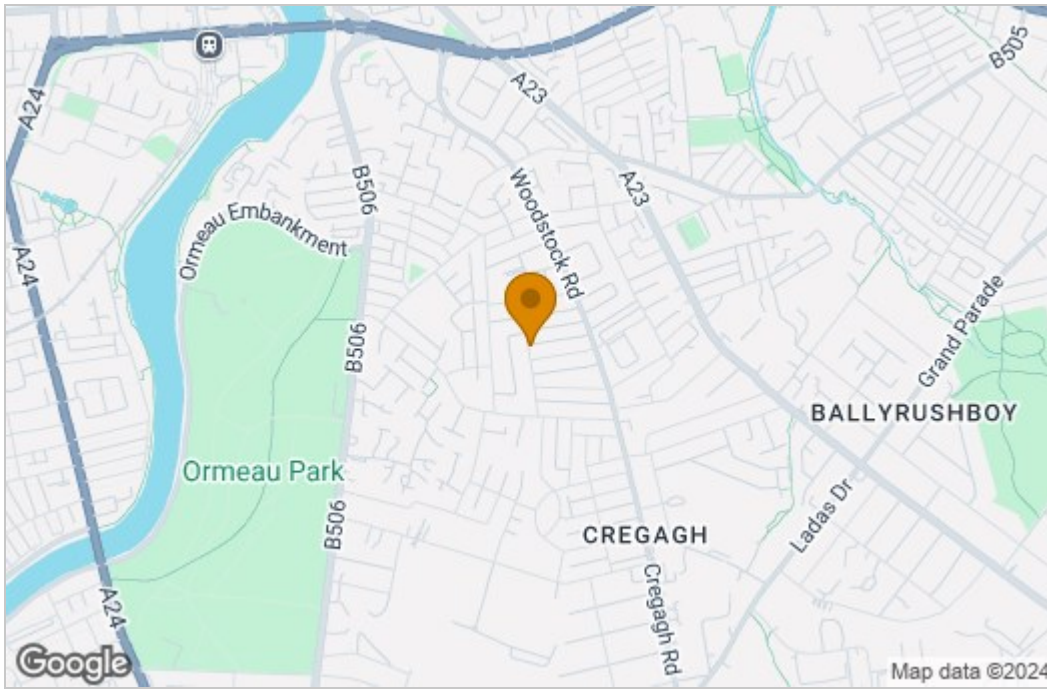 A24
A23
B505
B506
Woodstock Rd
A23
Ormeau Embankment
A24
Grand Parade
B506
BALLYRUSHBOY
Ormeau Park
Ladas Dr
B506
CREGAGH
Cregagh Rd
A24
Google
Map data ©2024